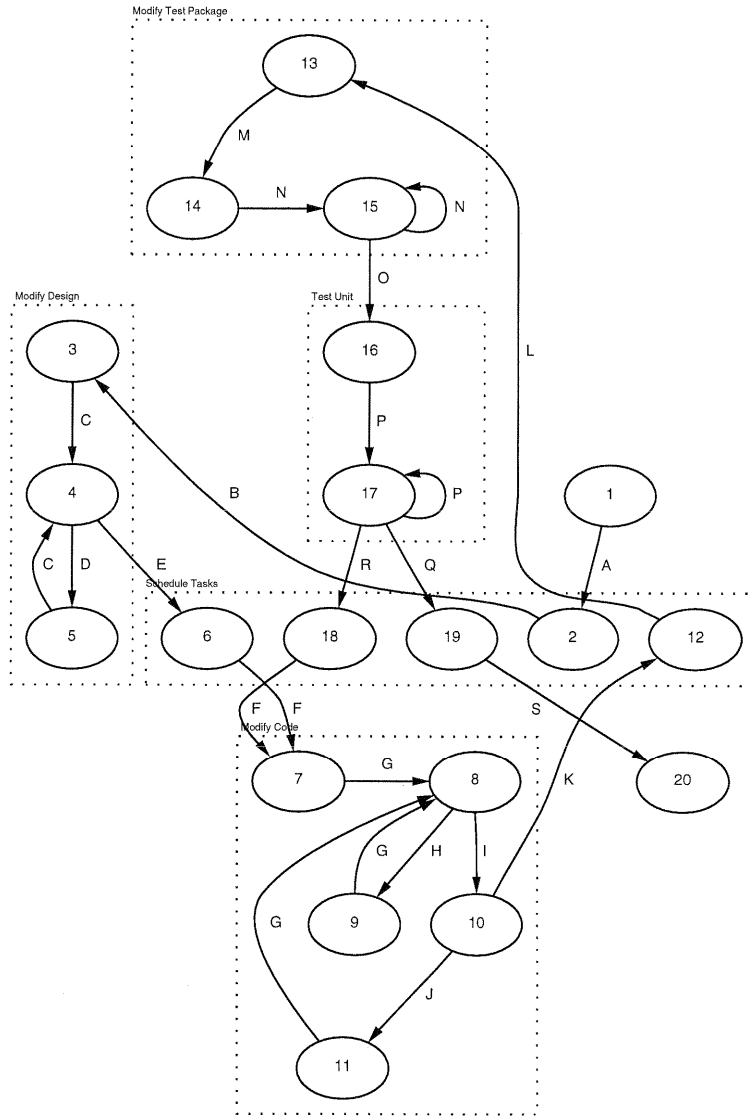 Modify Test Package
13
M
14
N
15
N
O
Modify Design
Test Unit
3
16
L
C
P
B
4
17
P
1
C
D
E
R
Q
A
Schedule Tasks
5
6
18
19
2
12
F
F
S
Modify Code
G
7
8
K
20
G
H
I
G
9
10
J
11